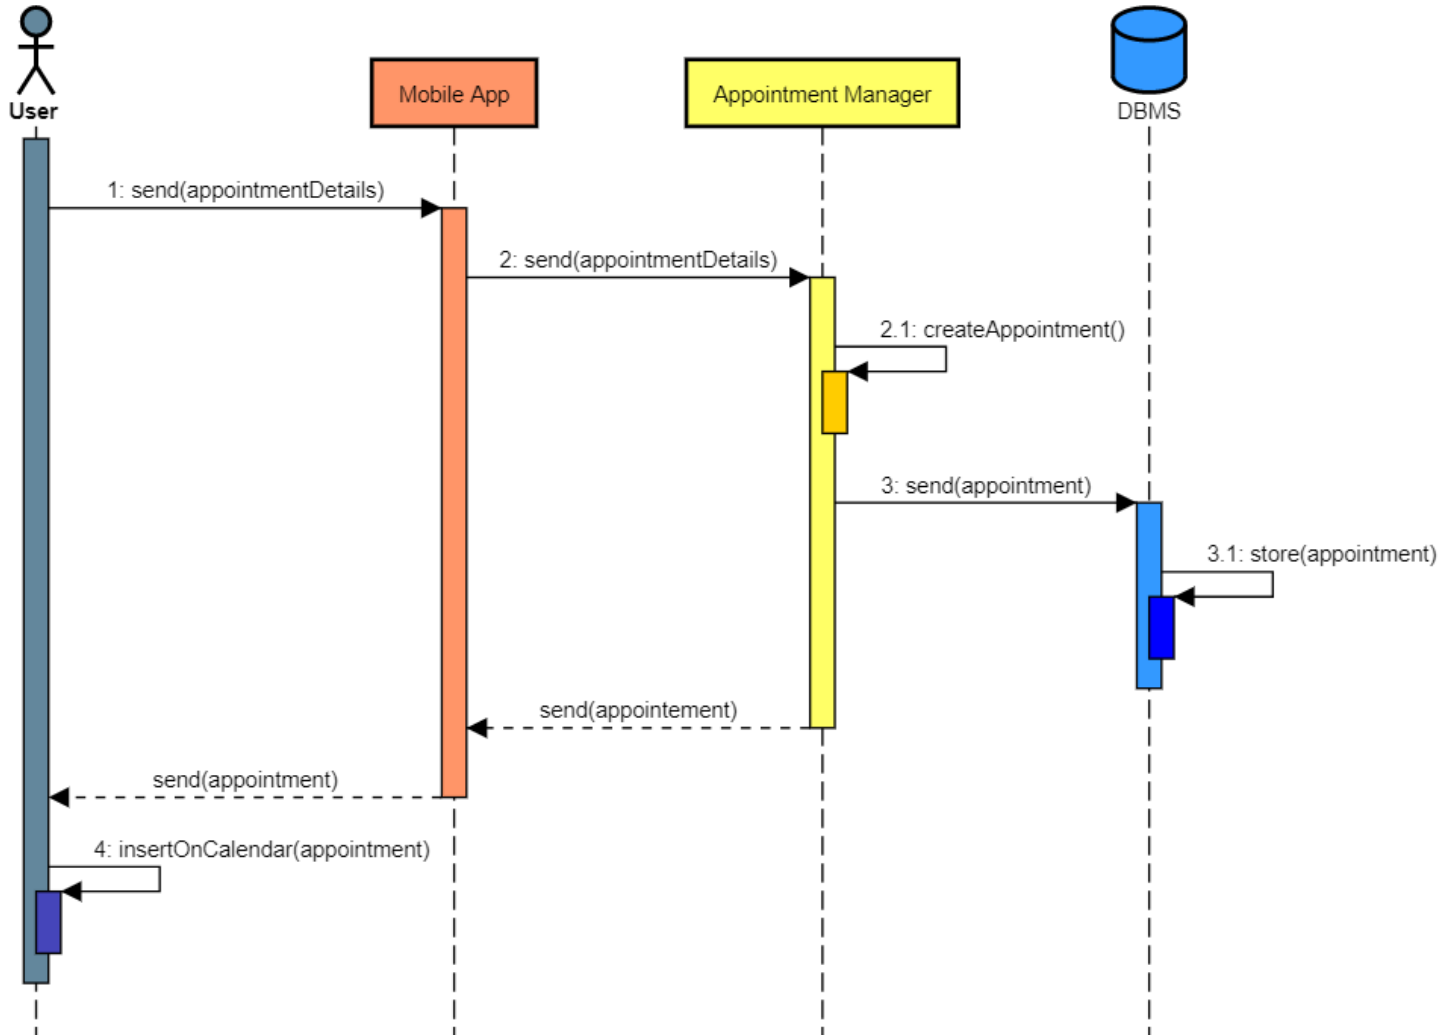 User
Mobile App
Appointment Manager
DBMS
1: send(appointmentDetails)
2: send(appointmentDetails)
2.1: createAppointment()
3: send(appointment)
3.1: store(appointment)
send(appointement)
send(appointment)
4: insertOnCalendar(appointment)